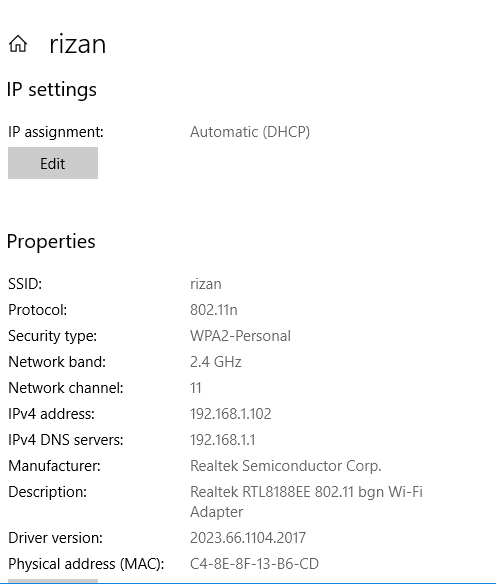 rizan
IP settings
IP assignment: Automatic (DHCP)
Edit
Properties
SSID: rizan
Protocol: 802.11n
Security type: WPA2-Personal
Network band: 2.4 GHz
Network channel: 11
IPv4 address: 192.168.1.102
IPv4 DNS servers: 192.168.1.1
Manufacturer: Realtek Semiconductor Corp.
Description: Realtek RTL8188EE 802.11 bgn Wi-Fi
Adapter
Driver version: 2023.66.1104.2017
Physical address (MAC): C4-8E-8F-13-B6-CD